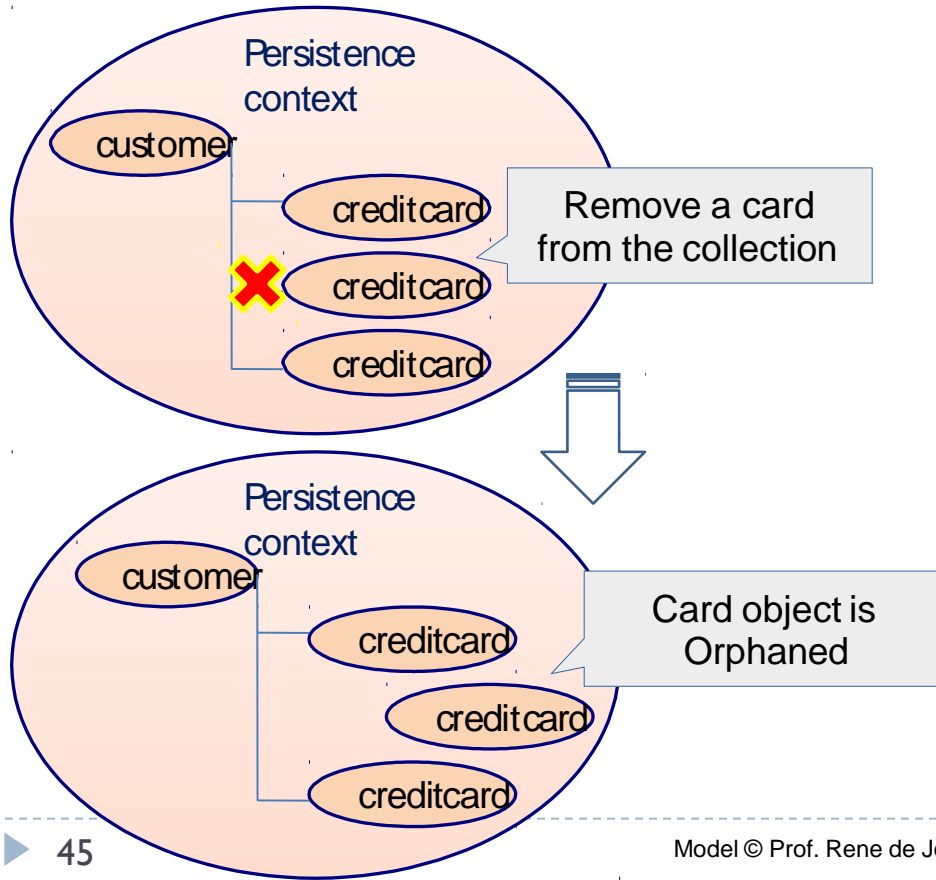 Persistence
context
customer
creditcard
Remove a card
from the collection
creditcard
creditcard
Persistence
context
customer
creditcard
Card object is
Orphaned
creditcard
creditcard
45
Model © Prof. Rene de